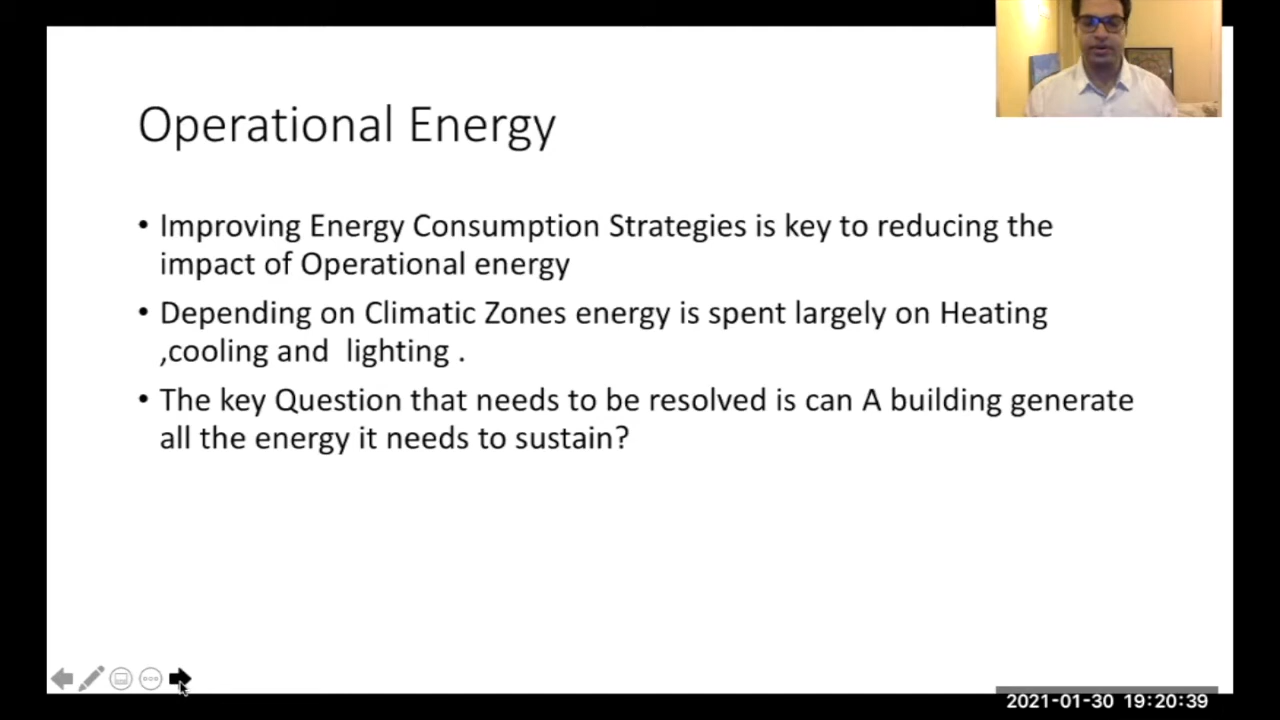 Operational Energy
• Improving Energy Consumption Strategies is key to reducing the
impact of Operational energy
• Depending on Climatic Zones energy is spent largely on Heating
,cooling and  lighting .
• The key Question that needs to be resolved is can A building generate
all the energy it needs to sustain?
2021-01-30 19:20:39